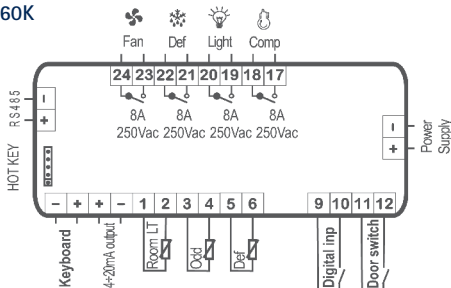 60K
Fan Def Light Comp
24 23 22 21 20 19 18 17
8A 8A 8A 8A
250Vac 250Vac 250Vac 250Vac
RS485
- +
HOT KEY
- +
Power
Supply
- + + - 1 2 3 4 5 6 9 10 11 12
Keyboard
4÷20mA output
Room LT
Odd
Def
Digital inp
Door switch